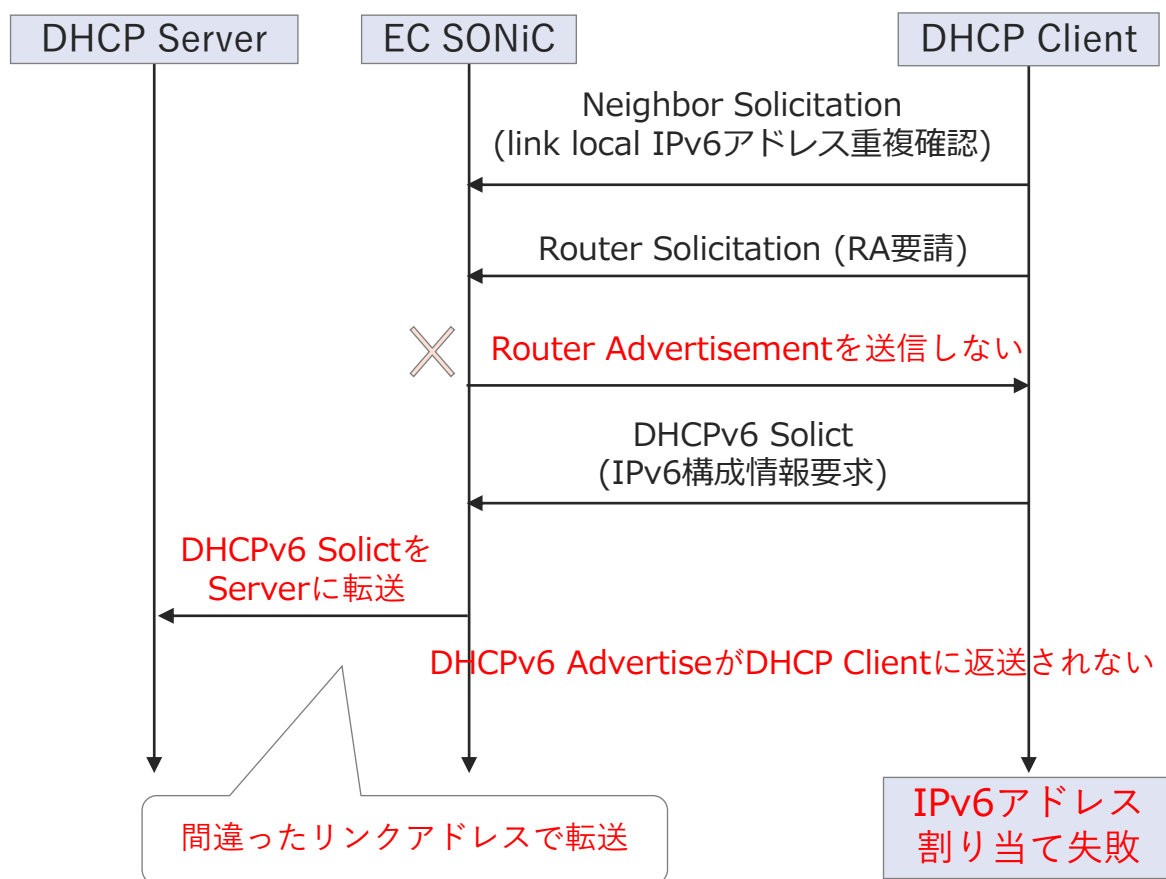 DHCP Server
EC SONiC
DHCP Client
Neighbor Solicitation
(link local IPv6アドレス重複確認)
Router Solicitation (RA要請)
Router Advertisementを送信しない
DHCPv6 Solict
(IPv6構成情報要求)
DHCPv6 Solictを
Serverに転送
DHCPv6 AdvertiseがDHCP Clientに返送されない
間違ったリンクアドレスで転送
IPv6アドレス
割り当て失敗